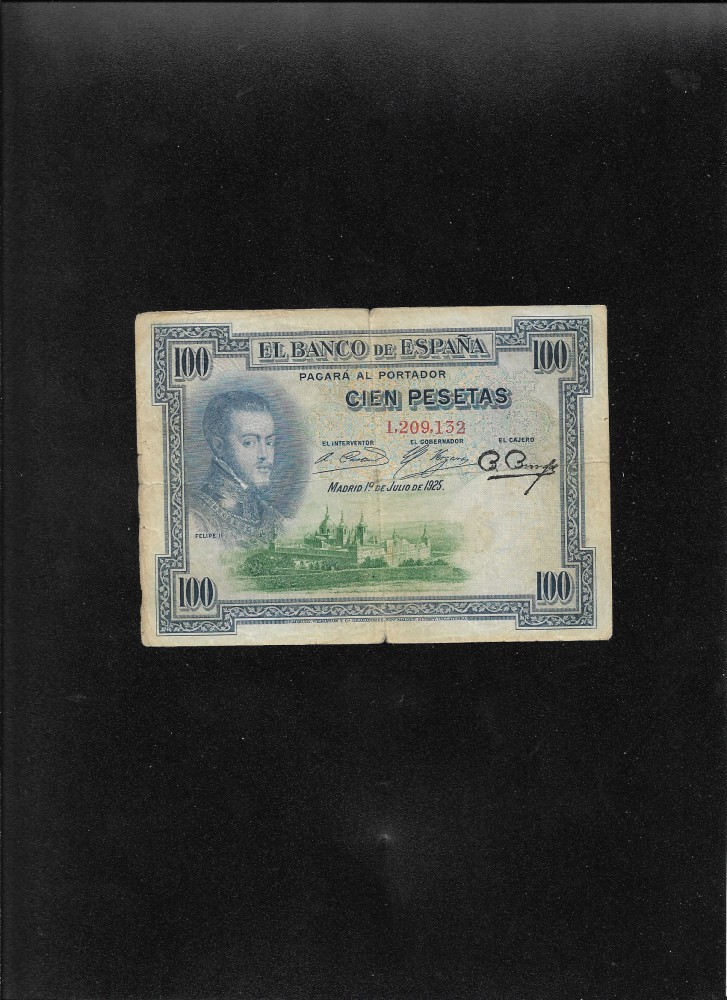 100 EL BANCO DE ESPAÑA 100
PAGARÁ AL PORTADOR
CIEN PESETAS
1,209,132
EL INTERVENTOR EL GOBERNADOR EL CAJERO
MADRID 1º DE JULIO DE 1925.
FELIPE II
100 100